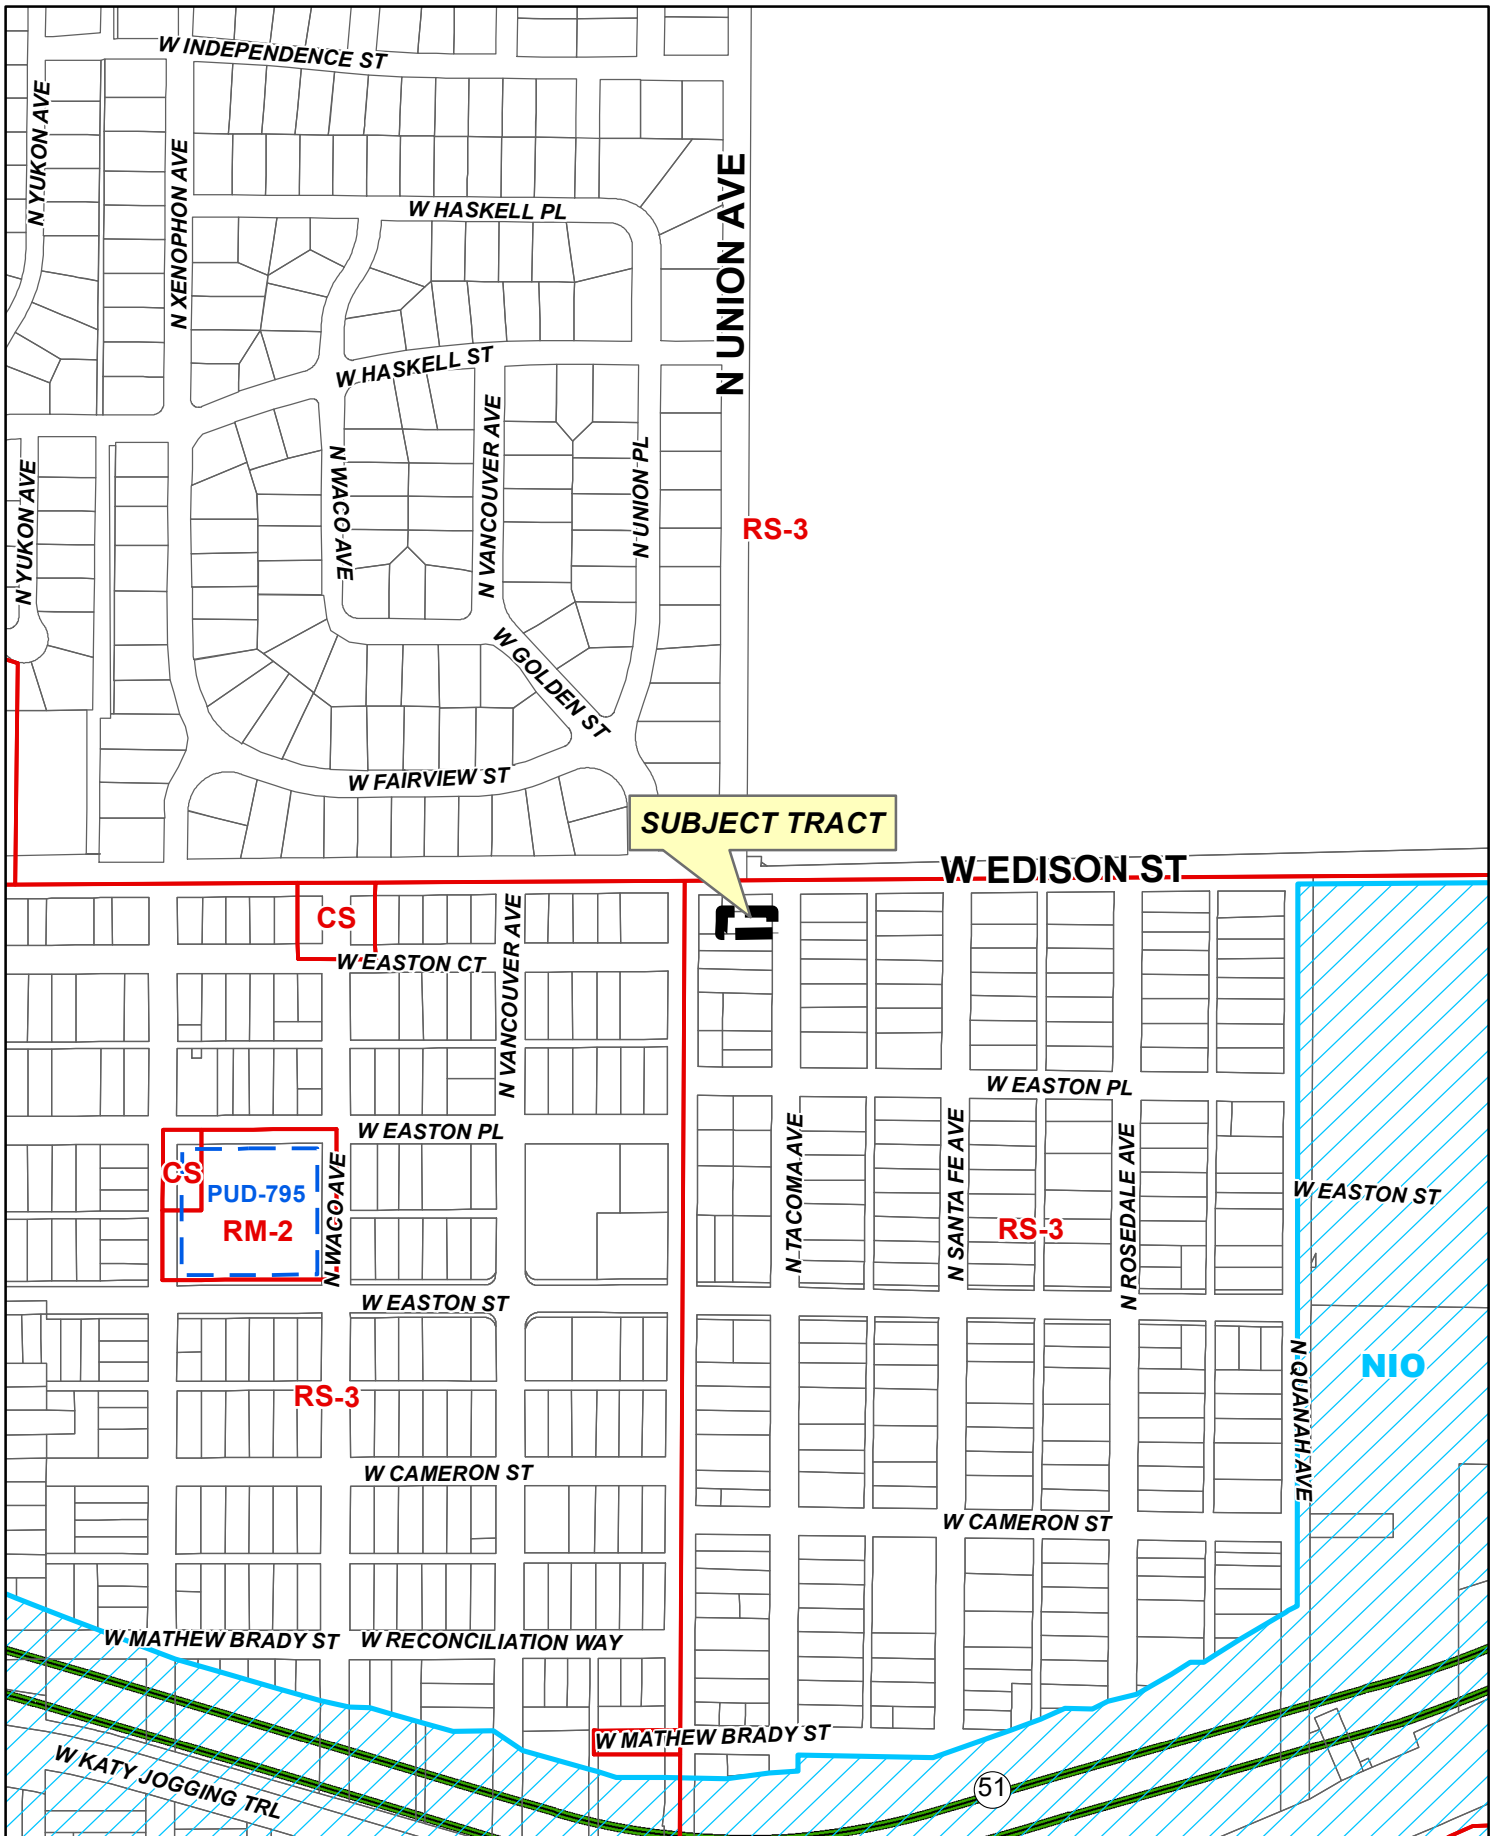 W INDEPENDENCE ST
N YUKON AVE
N XENOPHON AVE
N UNION AVE
W HASKELL PL
W HASKELL ST
N WACO AVE
N VANCOUVER AVE
N UNION PL
N YUKON AVE
RS-3
W GOLDEN ST
W FAIRVIEW ST
SUBJECT TRACT
W EDISON ST
CS
W EASTON CT
N VANCOUVER AVE
W EASTON PL
W EASTON PL
N TACOMA AVE
N SANTA FE AVE
N ROSEDALE AVE
CS
PUD-795
RM-2
N WACO AVE
W EASTON ST
RS-3
W EASTON ST
NIO
N QUANAH AVE
RS-3
W CAMERON ST
W CAMERON ST
W MATHEW BRADY ST
W RECONCILIATION WAY
W MATHEW BRADY ST
W KATY JOGGING TRL
51